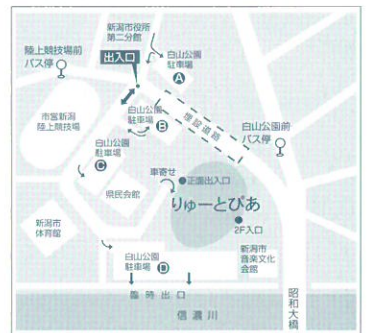 新潟市役所
第二分館
陸上競技場前
バス停
出入口
白山公園
駐車場
A
市営新潟
陸上競技場
白山公園
駐車場
B
埋設道路
白山公園前
バス停
白山公園
駐車場
C
車寄せ
正面出入口
県民会館
りゅーとぴあ
2F入口
新潟市
体育館
白山公園
駐車場
D
新潟市
音楽文化
会館
臨時出口
信濃川
昭和大橋